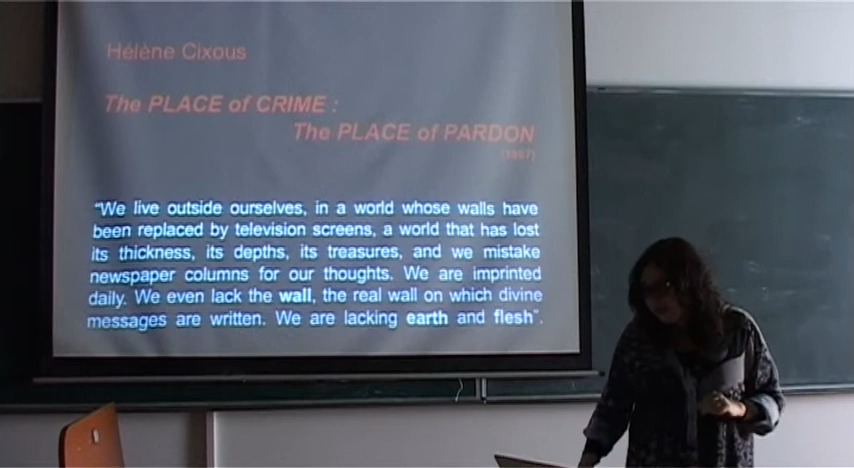 Hélène Cixous
The PLACE of CRIME :
The PLACE of PARDON
(1997)
“We live outside ourselves, in a world whose walls have
been replaced by television screens, a world that has lost
its thickness, its depths, its treasures, and we mistake
newspaper columns for our thoughts. We are imprinted
daily. We even lack the wall, the real wall on which divine
messages are written. We are lacking earth and flesh”.